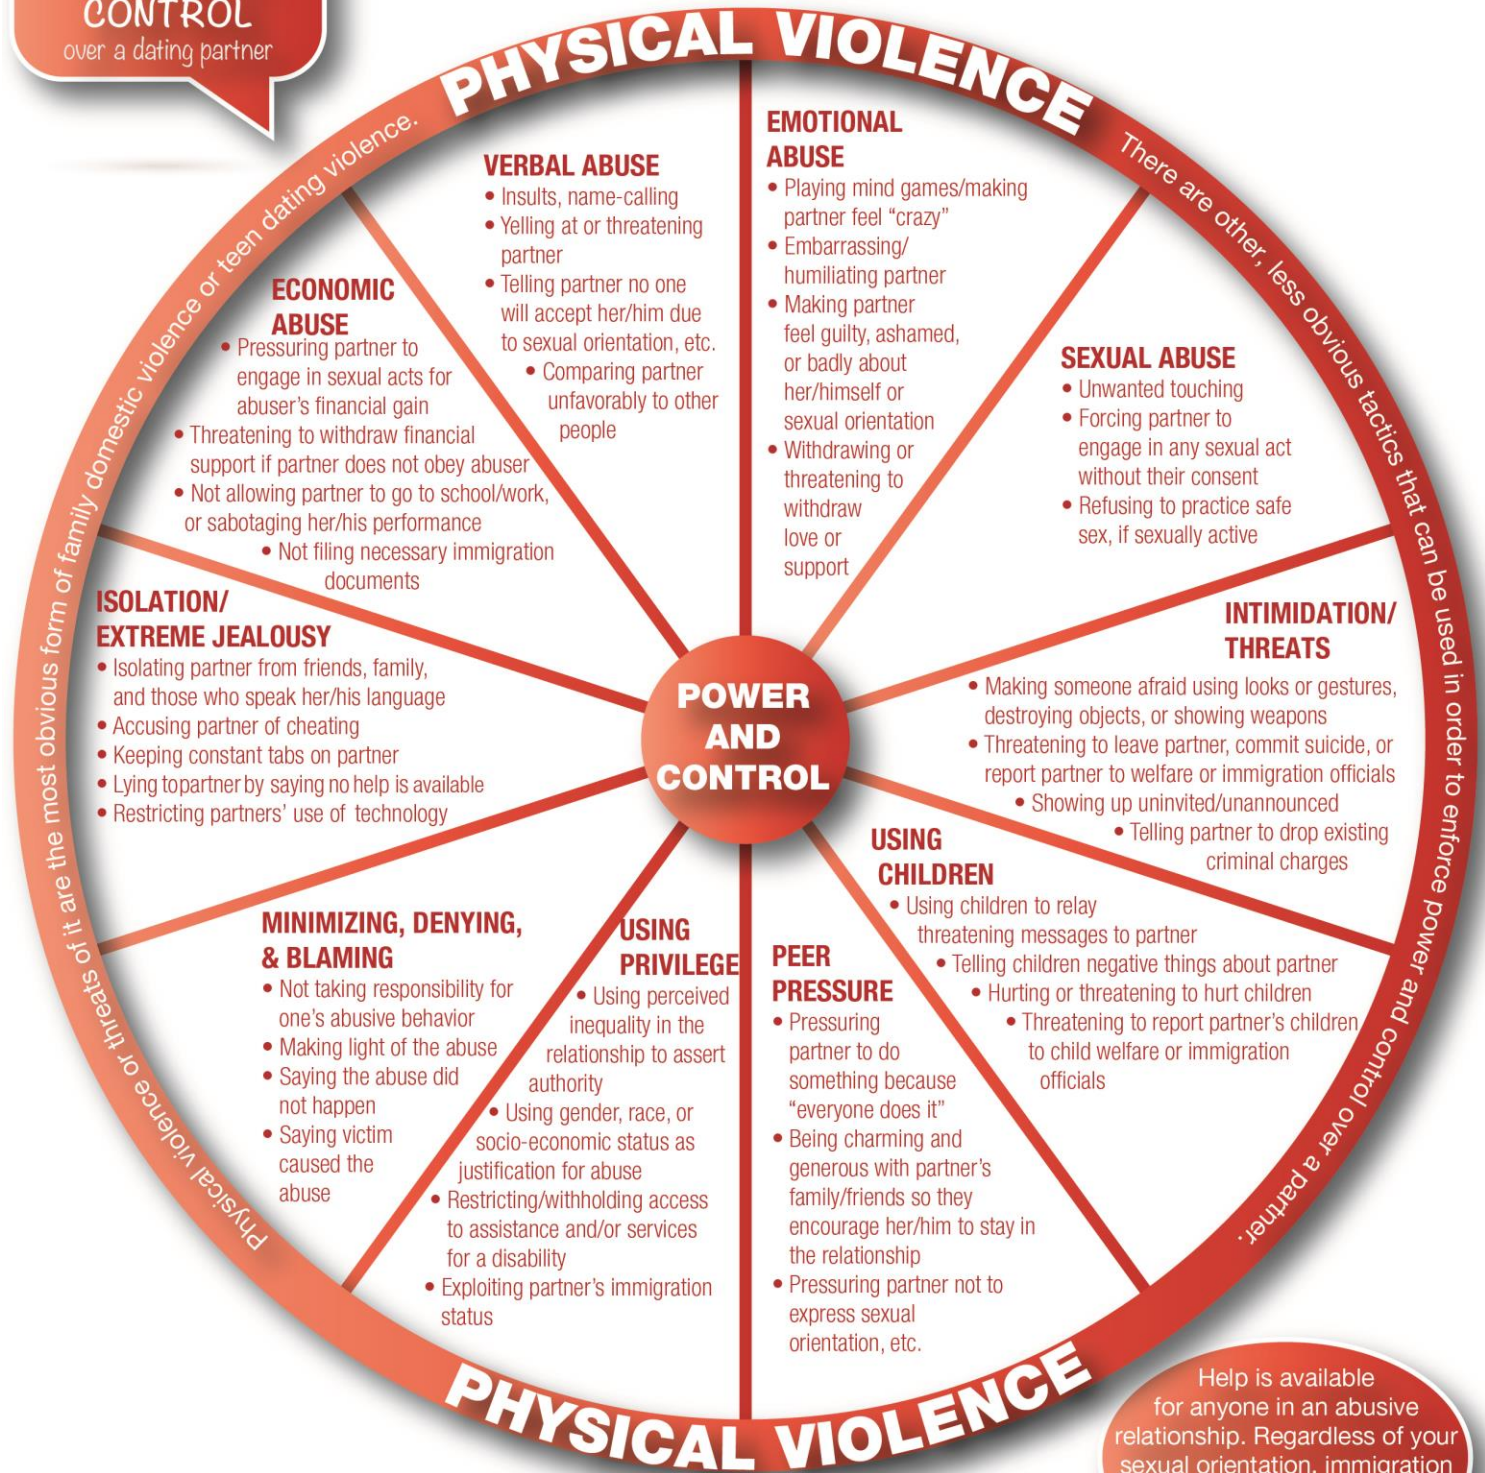 CONTROL
over a dating partner
PHYSICAL VIOLENCE
Physical violence or threats of it are the most obvious form of family domestic violence or teen dating violence.
There are other, less obvious tactics that can be used in order to enforce power and control over a partner.
VERBAL ABUSE
• Insults, name-calling
• Yelling at or threatening
partner
• Telling partner no one
will accept her/him due
to sexual orientation, etc.
• Comparing partner
unfavorably to other
people
EMOTIONAL
ABUSE
• Playing mind games/making
partner feel “crazy”
• Embarrassing/
humiliating partner
• Making partner
feel guilty, ashamed,
or badly about
her/himself or
sexual orientation
• Withdrawing or
threatening to
withdraw
love or
support
ECONOMIC
ABUSE
• Pressuring partner to
engage in sexual acts for
abuser’s financial gain
• Threatening to withdraw financial
support if partner does not obey abuser
• Not allowing partner to go to school/work,
or sabotaging her/his performance
• Not filing necessary immigration
documents
SEXUAL ABUSE
• Unwanted touching
• Forcing partner to
engage in any sexual act
without their consent
• Refusing to practice safe
sex, if sexually active
ISOLATION/
EXTREME JEALOUSY
• Isolating partner from friends, family,
and those who speak her/his language
• Accusing partner of cheating
• Keeping constant tabs on partner
• Lying topartner by saying no help is available
• Restricting partners’ use of technology
POWER
AND
CONTROL
INTIMIDATION/
THREATS
• Making someone afraid using looks or gestures,
destroying objects, or showing weapons
• Threatening to leave partner, commit suicide, or
report partner to welfare or immigration officials
• Showing up uninvited/unannounced
• Telling partner to drop existing
criminal charges
MINIMIZING, DENYING,
& BLAMING
• Not taking responsibility for
one’s abusive behavior
• Making light of the abuse
• Saying the abuse did
not happen
• Saying victim
caused the
abuse
USING
PRIVILEGE
• Using perceived
inequality in the
relationship to assert
authority
• Using gender, race, or
socio-economic status as
justification for abuse
• Restricting/withholding access
to assistance and/or services
for a disability
• Exploiting partner’s immigration
status
PEER
PRESSURE
• Pressuring
partner to do
something because
“everyone does it”
• Being charming and
generous with partner’s
family/friends so they
encourage her/him to stay in
the relationship
• Pressuring partner not to
express sexual
orientation, etc.
USING
CHILDREN
• Using children to relay
threatening messages to partner
• Telling children negative things about partner
• Hurting or threatening to hurt children
• Threatening to report partner’s children
to child welfare or immigration
officials
PHYSICAL VIOLENCE
Help is available
for anyone in an abusive
relationship. Regardless of your
sexual orientation, immigration